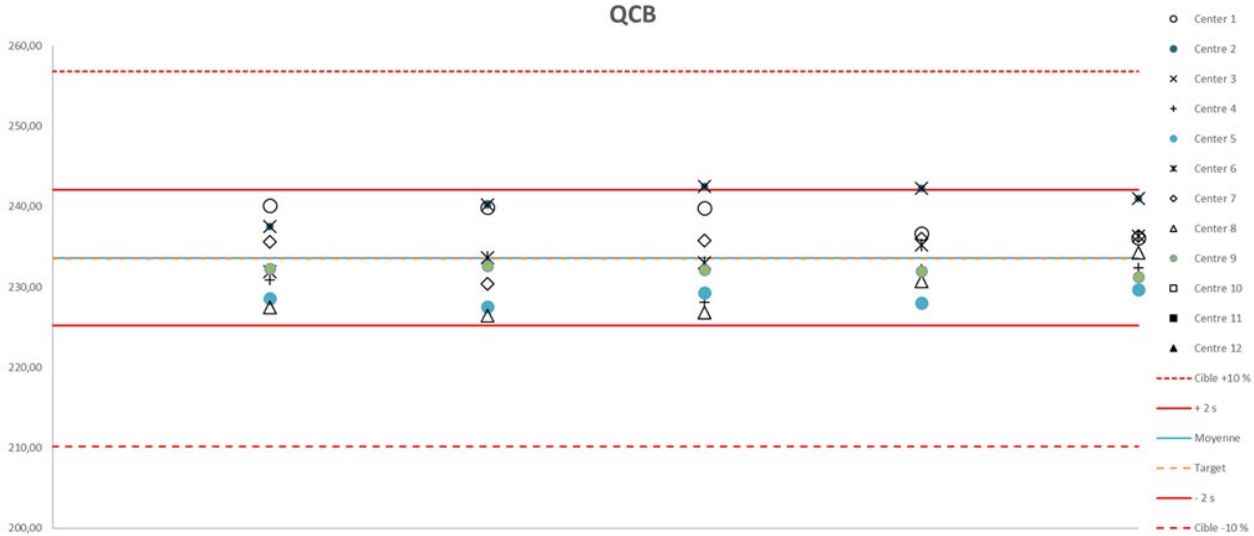 QCB
260,00
250,00
240,00
230,00
220,00
210,00
200,00
Center 1
Centre 2
Center 3
Centre 4
Center 5
Center 6
Center 7
Center 8
Centre 9
Centre 10
Centre 11
Centre 12
Cible +10 %
+ 2 s
Moyenne
Target
- 2 s
Cible -10 %